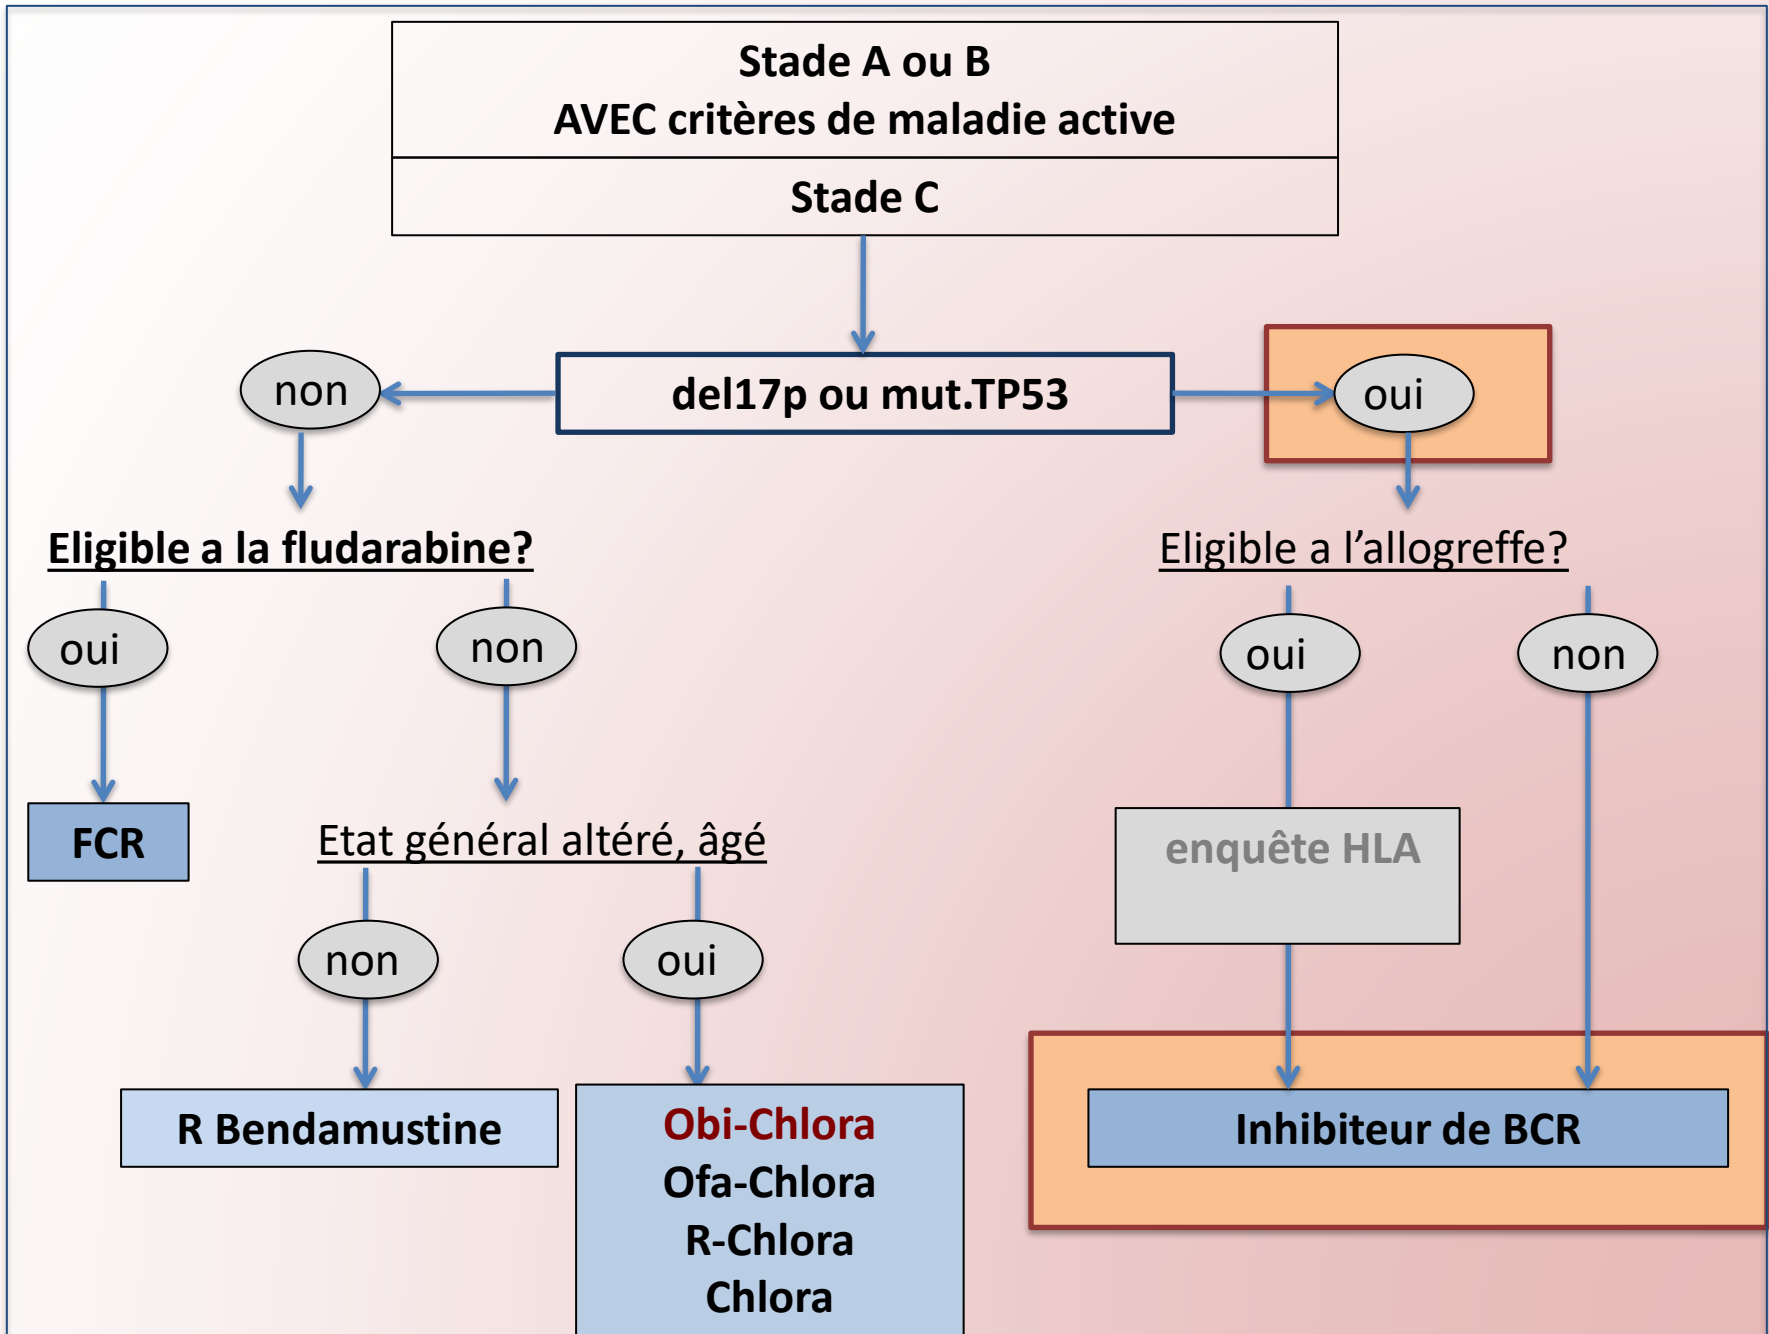 Stade A ou B
AVEC critères de maladie active
Stade C
non
del17p ou mut.TP53
oui
Eligible a la fludarabine?
Eligible a l’allogreffe?
oui
non
oui
non
FCR
Etat général altéré, âgé
enquête HLA
non
oui
R Bendamustine
Obi-Chlora
Ofa-Chlora
R-Chlora
Chlora
Inhibiteur de BCR